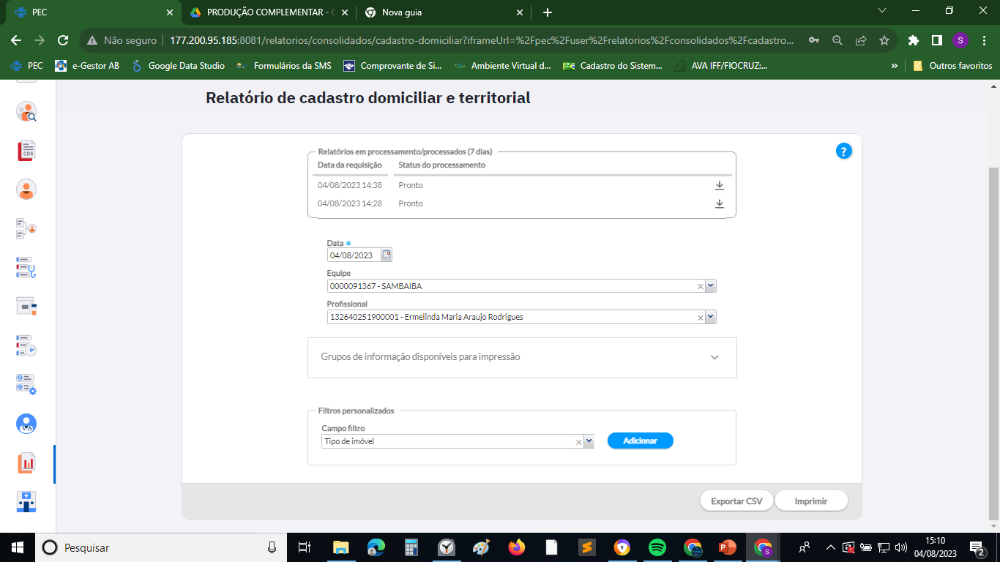 PEC
PRODUÇÃO COMPLEMENTAR - C
Nova guia
Não seguro
177.200.95.185:8081/relatorios/consolidados/cadastro-domiciliar?iframeUrl=%2Fpec%2Fuser%2Frelatorios%2Fconsolidados%2Fcadastro...
S
PEC
e-Gestor AB
Google Data Studio
Formulários da SMS
Comprovante de Si...
Ambiente Virtual d...
Cadastro do Sistem...
AVA IFF/FIOCRUZ:...
»
Outros favoritos
Relatório de cadastro domiciliar e territorial
CDS
?
Relatórios em processamento/processados (7 dias)
Data da requisição Status do processamento
04/08/2023 14:38 Pronto
04/08/2023 14:28 Pronto
Data *
04/08/2023
Equipe
0000091367 - SAMBAIBA
Profissional
132640251900001 - Ermelinda Maria Araujo Rodrigues
Grupos de informação disponíveis para impressão
Filtros personalizados
Campo filtro
Tipo de imóvel
Adicionar
Exportar CSV
Imprimir
Pesquisar
15:10
04/08/2023
2